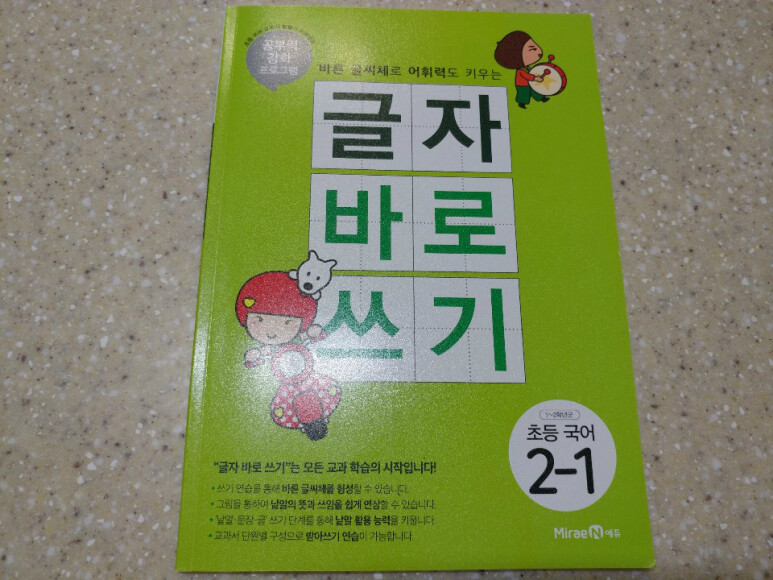 공부력
강화
프로그램
바른 글씨체로 어휘력도 키우는
글자
바로
쓰기
1~2학년군
초등 국어
2-1
"글자 바로 쓰기"는 모든 교과 학습의 시작입니다!
• 쓰기 연습을 통해 바른 글씨체를 형성할 수 있습니다.
• 그림을 통하여 낱말의 뜻과 쓰임을 쉽게 연상할 수 있습니다.
• '낱말-문장-글' 쓰기 단계를 통해 낱말 활용 능력을 키웁니다.
• 교과서 단원별 구성으로 받아쓰기 연습이 가능합니다.
Mirae N 에듀